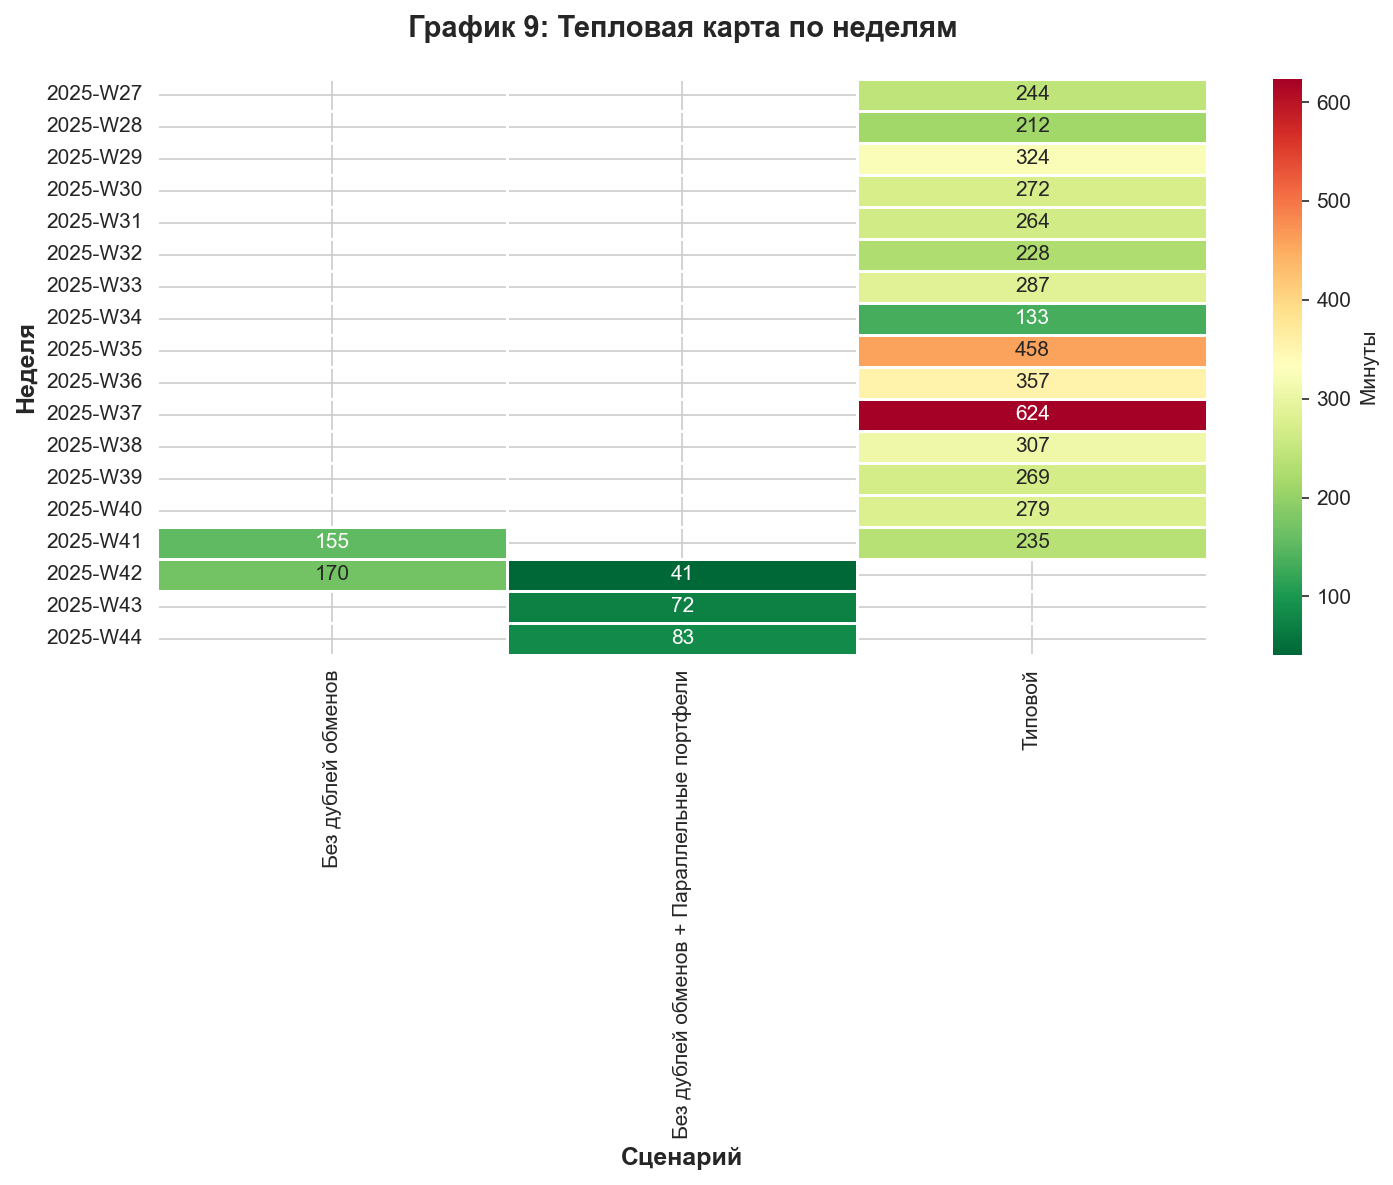 График 9: Тепловая карта по неделям
Неделя
2025-W27 244
2025-W28 212
2025-W29 324
2025-W30 272
2025-W31 264
2025-W32 228
2025-W33 287
2025-W34 133
2025-W35 458
2025-W36 357
2025-W37 624
2025-W38 307
2025-W39 269
2025-W40 279
2025-W41 155 235
2025-W42 170 41
2025-W43 72
2025-W44 83
Без дублей обменов
Без дублей обменов + Параллельные портфели
Типовой
Сценарий
600
500
400
300
200
100
Минуты